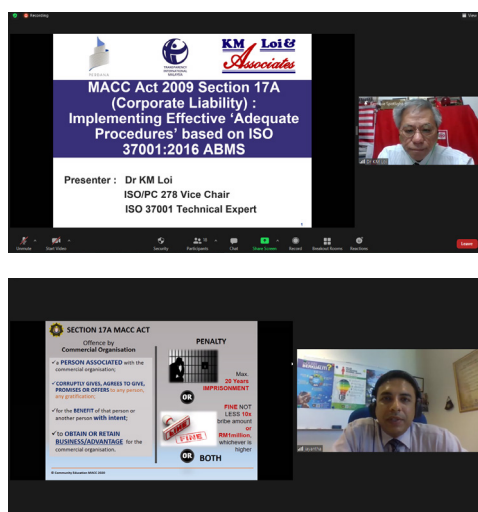 Recording
View
TERENGG
TRANSPARENCY
INTERNATIONAL
MALAYSIA
KM Loi &
Associates
MACC Act 2009 Section 17A
(Corporate Liability) :
Implementing Effective ‘Adequate
Procedures’ based on ISO
37001:2016 ABMS
Presenter : Dr KM Loi
ISO/PC 278 Vice Chair
ISO 37001 Technical Expert
1
Dr KM Loi
Unmute
Start Video
Security
Participants
Chat
Share Screen
Record
Breakout Rooms
Reactions
Leave
SECTION 17A MACC ACT
Offence by
Commercial Organisation
✓a PERSON ASSOCIATED with the
commercial organisation;
✓CORRUPTLY GIVES, AGREES TO GIVE,
PROMISES OR OFFERS to any person,
any gratification;
✓for the BENEFIT of that person or
another person with intent;
✓to OBTAIN OR RETAIN
BUSINESS/ADVANTAGE for the
commercial organisation.
© Community Education MACC 2020
PENALTY
Max.
20 Years
IMPRISONMENT
OR
FINE
FINE NOT
LESS 10x
bribe amount
or
RM1million,
whichever is
higher
OR BOTH